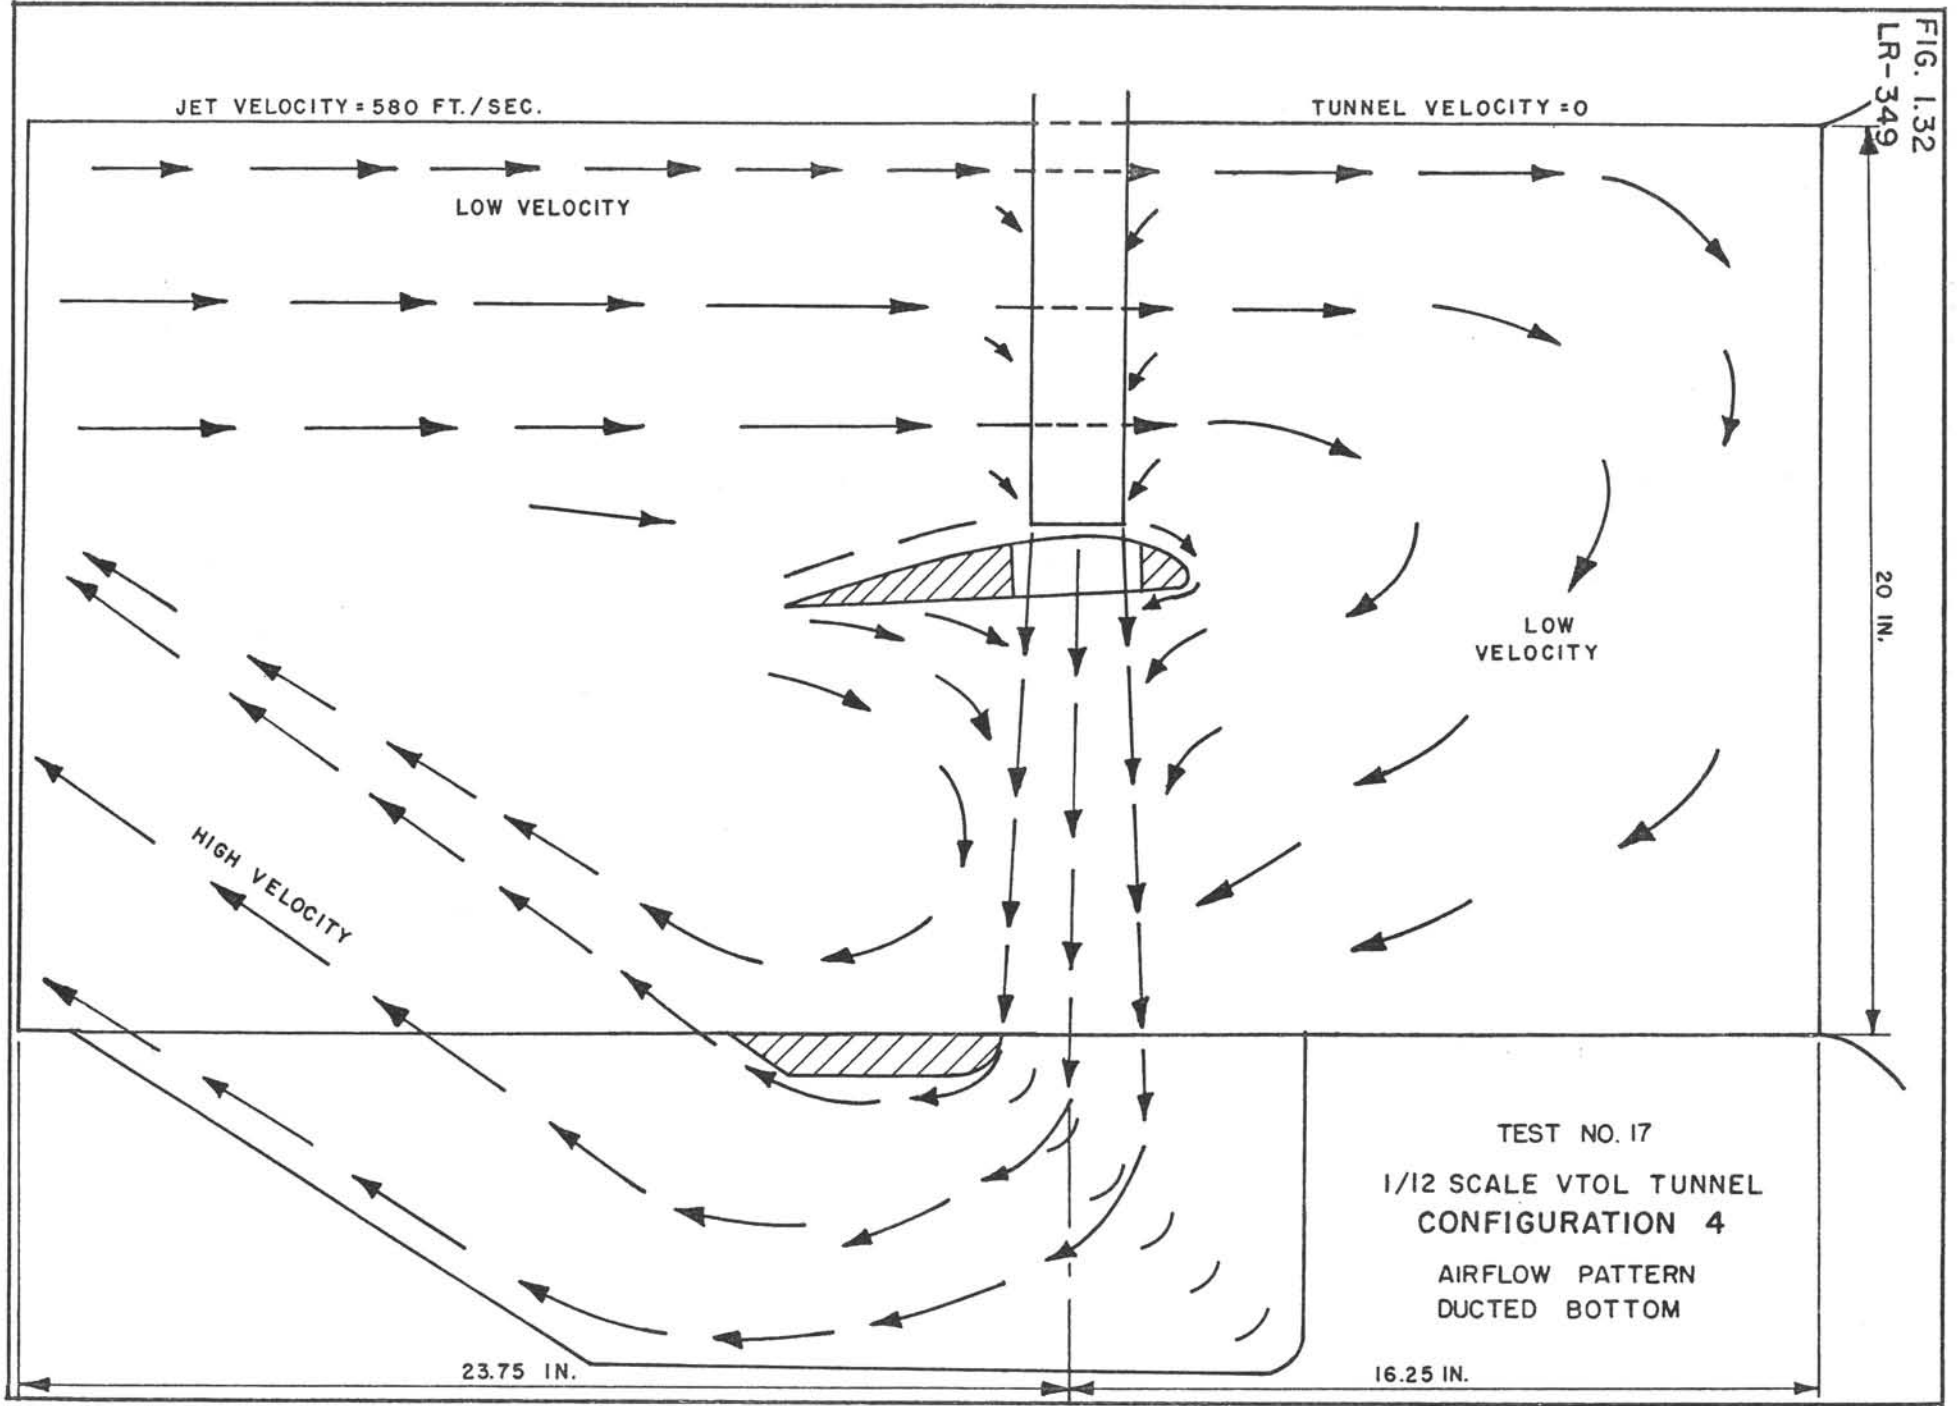 FIG. 1.32
LR-349
JET VELOCITY = 580 FT./SEC.
TUNNEL VELOCITY = 0
LOW VELOCITY
20 IN.
LOW
VELOCITY
HIGH VELOCITY
TEST NO. 17
1/12 SCALE VTOL TUNNEL
CONFIGURATION 4
AIRFLOW PATTERN
DUCTED BOTTOM
23.75 IN.
16.25 IN.